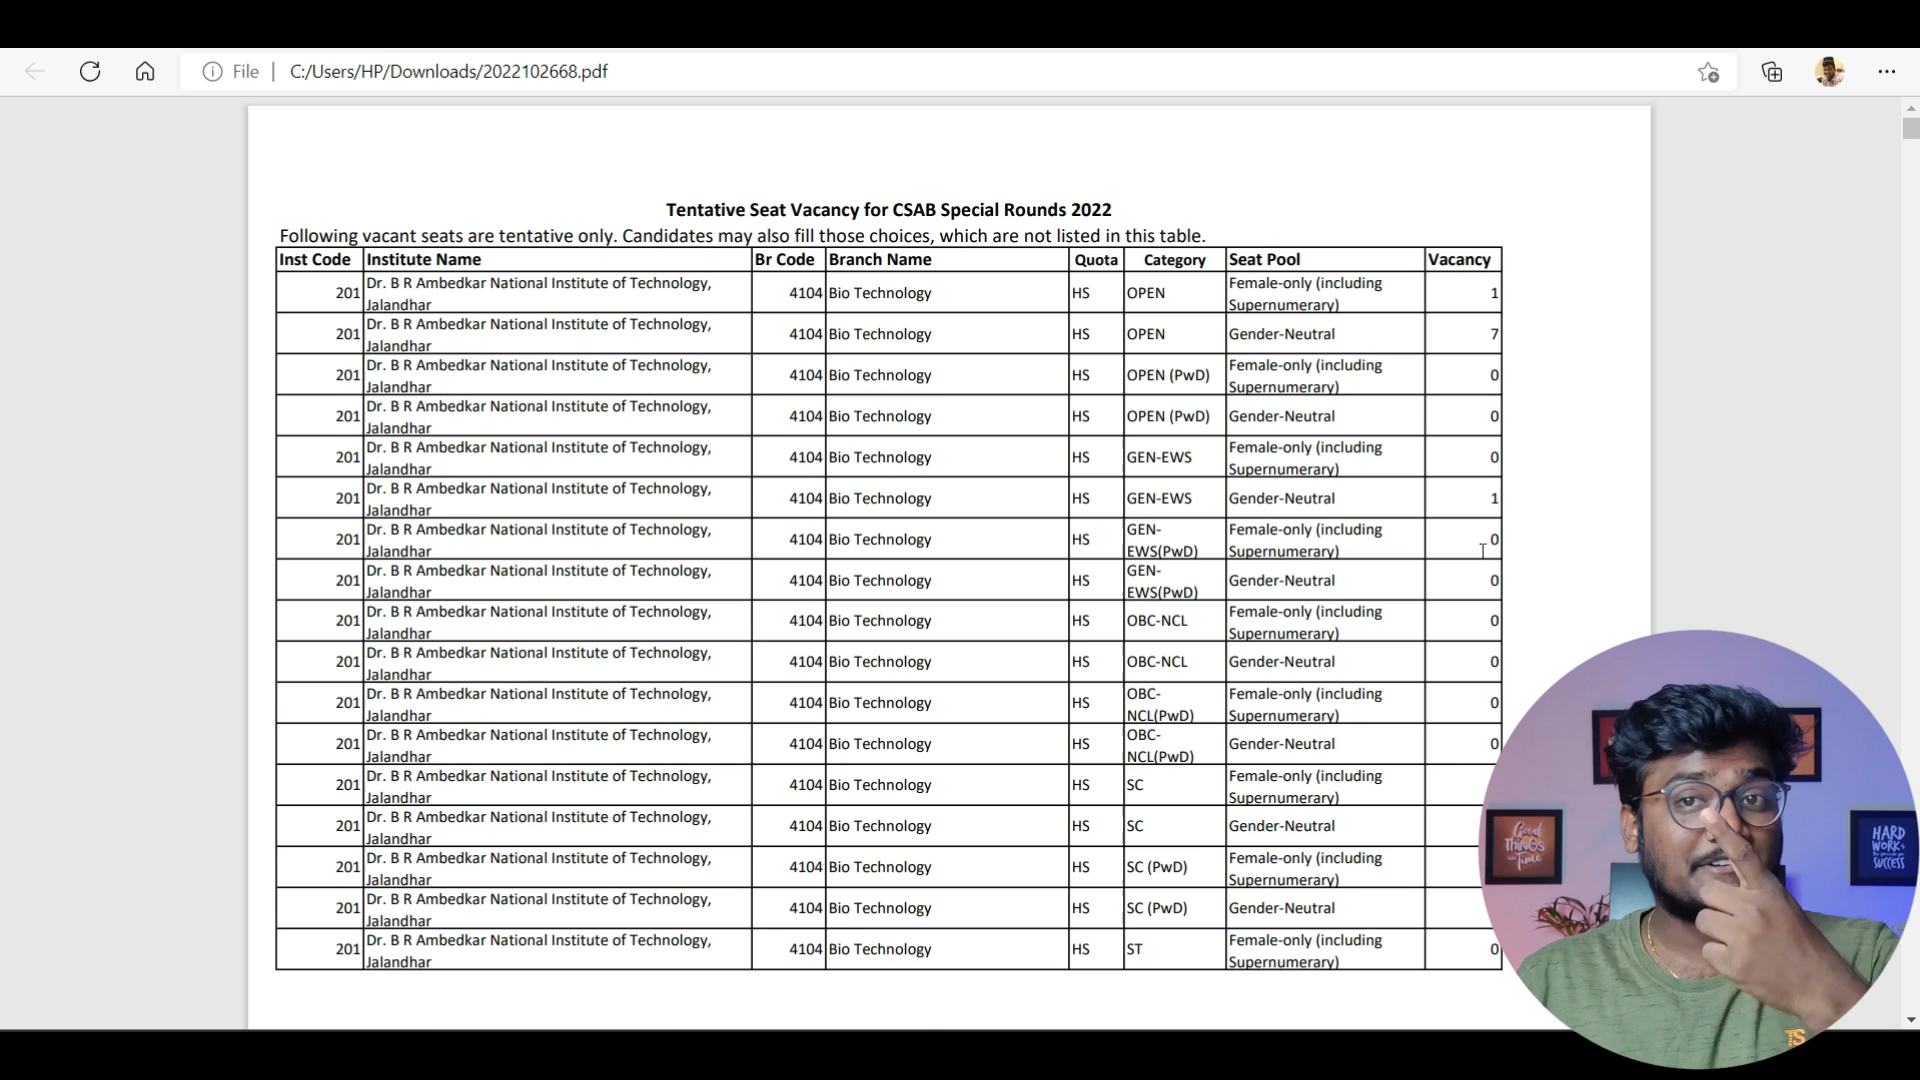 File | C:/Users/HP/Downloads/2022102668.pdf
Tentative Seat Vacancy for CSAB Special Rounds 2022
Following vacant seats are tentative only. Candidates may also fill those choices, which are not listed in this table.
Inst Code Institute Name Br Code Branch Name Quota Category Seat Pool Vacancy
201 Dr. B R Ambedkar National Institute of Technology, Jalandhar 4104 Bio Technology HS OPEN Female-only (including Supernumerary) 1
201 Dr. B R Ambedkar National Institute of Technology, Jalandhar 4104 Bio Technology HS OPEN Gender-Neutral 7
201 Dr. B R Ambedkar National Institute of Technology, Jalandhar 4104 Bio Technology HS OPEN (PwD) Female-only (including Supernumerary) 0
201 Dr. B R Ambedkar National Institute of Technology, Jalandhar 4104 Bio Technology HS OPEN (PwD) Gender-Neutral 0
201 Dr. B R Ambedkar National Institute of Technology, Jalandhar 4104 Bio Technology HS GEN-EWS Female-only (including Supernumerary) 0
201 Dr. B R Ambedkar National Institute of Technology, Jalandhar 4104 Bio Technology HS GEN-EWS Gender-Neutral 1
201 Dr. B R Ambedkar National Institute of Technology, Jalandhar 4104 Bio Technology HS GEN-EWS(PwD) Female-only (including Supernumerary) 0
201 Dr. B R Ambedkar National Institute of Technology, Jalandhar 4104 Bio Technology HS GEN-EWS(PwD) Gender-Neutral 0
201 Dr. B R Ambedkar National Institute of Technology, Jalandhar 4104 Bio Technology HS OBC-NCL Female-only (including Supernumerary) 0
201 Dr. B R Ambedkar National Institute of Technology, Jalandhar 4104 Bio Technology HS OBC-NCL Gender-Neutral 0
201 Dr. B R Ambedkar National Institute of Technology, Jalandhar 4104 Bio Technology HS OBC-NCL(PwD) Female-only (including Supernumerary) 0
201 Dr. B R Ambedkar National Institute of Technology, Jalandhar 4104 Bio Technology HS OBC-NCL(PwD) Gender-Neutral 0
201 Dr. B R Ambedkar National Institute of Technology, Jalandhar 4104 Bio Technology HS SC Female-only (including Supernumerary)
201 Dr. B R Ambedkar National Institute of Technology, Jalandhar 4104 Bio Technology HS SC Gender-Neutral
201 Dr. B R Ambedkar National Institute of Technology, Jalandhar 4104 Bio Technology HS SC (PwD) Female-only (including Supernumerary)
201 Dr. B R Ambedkar National Institute of Technology, Jalandhar 4104 Bio Technology HS SC (PwD) Gender-Neutral
201 Dr. B R Ambedkar National Institute of Technology, Jalandhar 4104 Bio Technology HS ST Female-only (including Supernumerary) 0
Good
THiNGS
Time
HARD
WORK
SUCCESS
TS